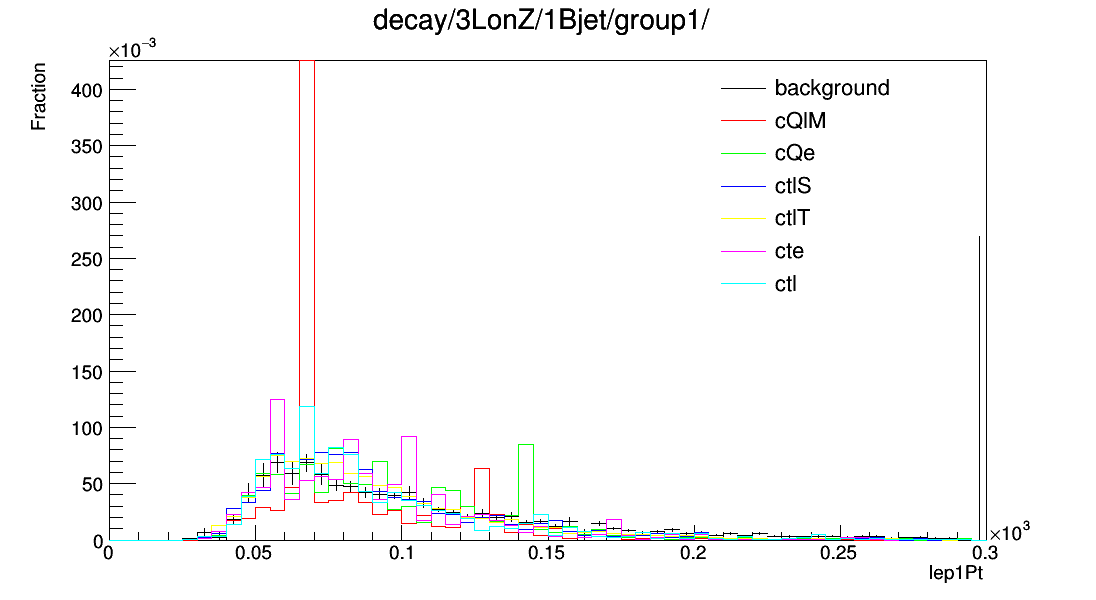 decay/3LonZ/1Bjet/group1/
×10⁻³
Fraction
400
350
300
250
200
150
100
50
0
background
cQlM
cQe
ctlS
ctlT
cte
ctl
0 0.05 0.1 0.15 0.2 0.25 0.3
×10³
lep1Pt